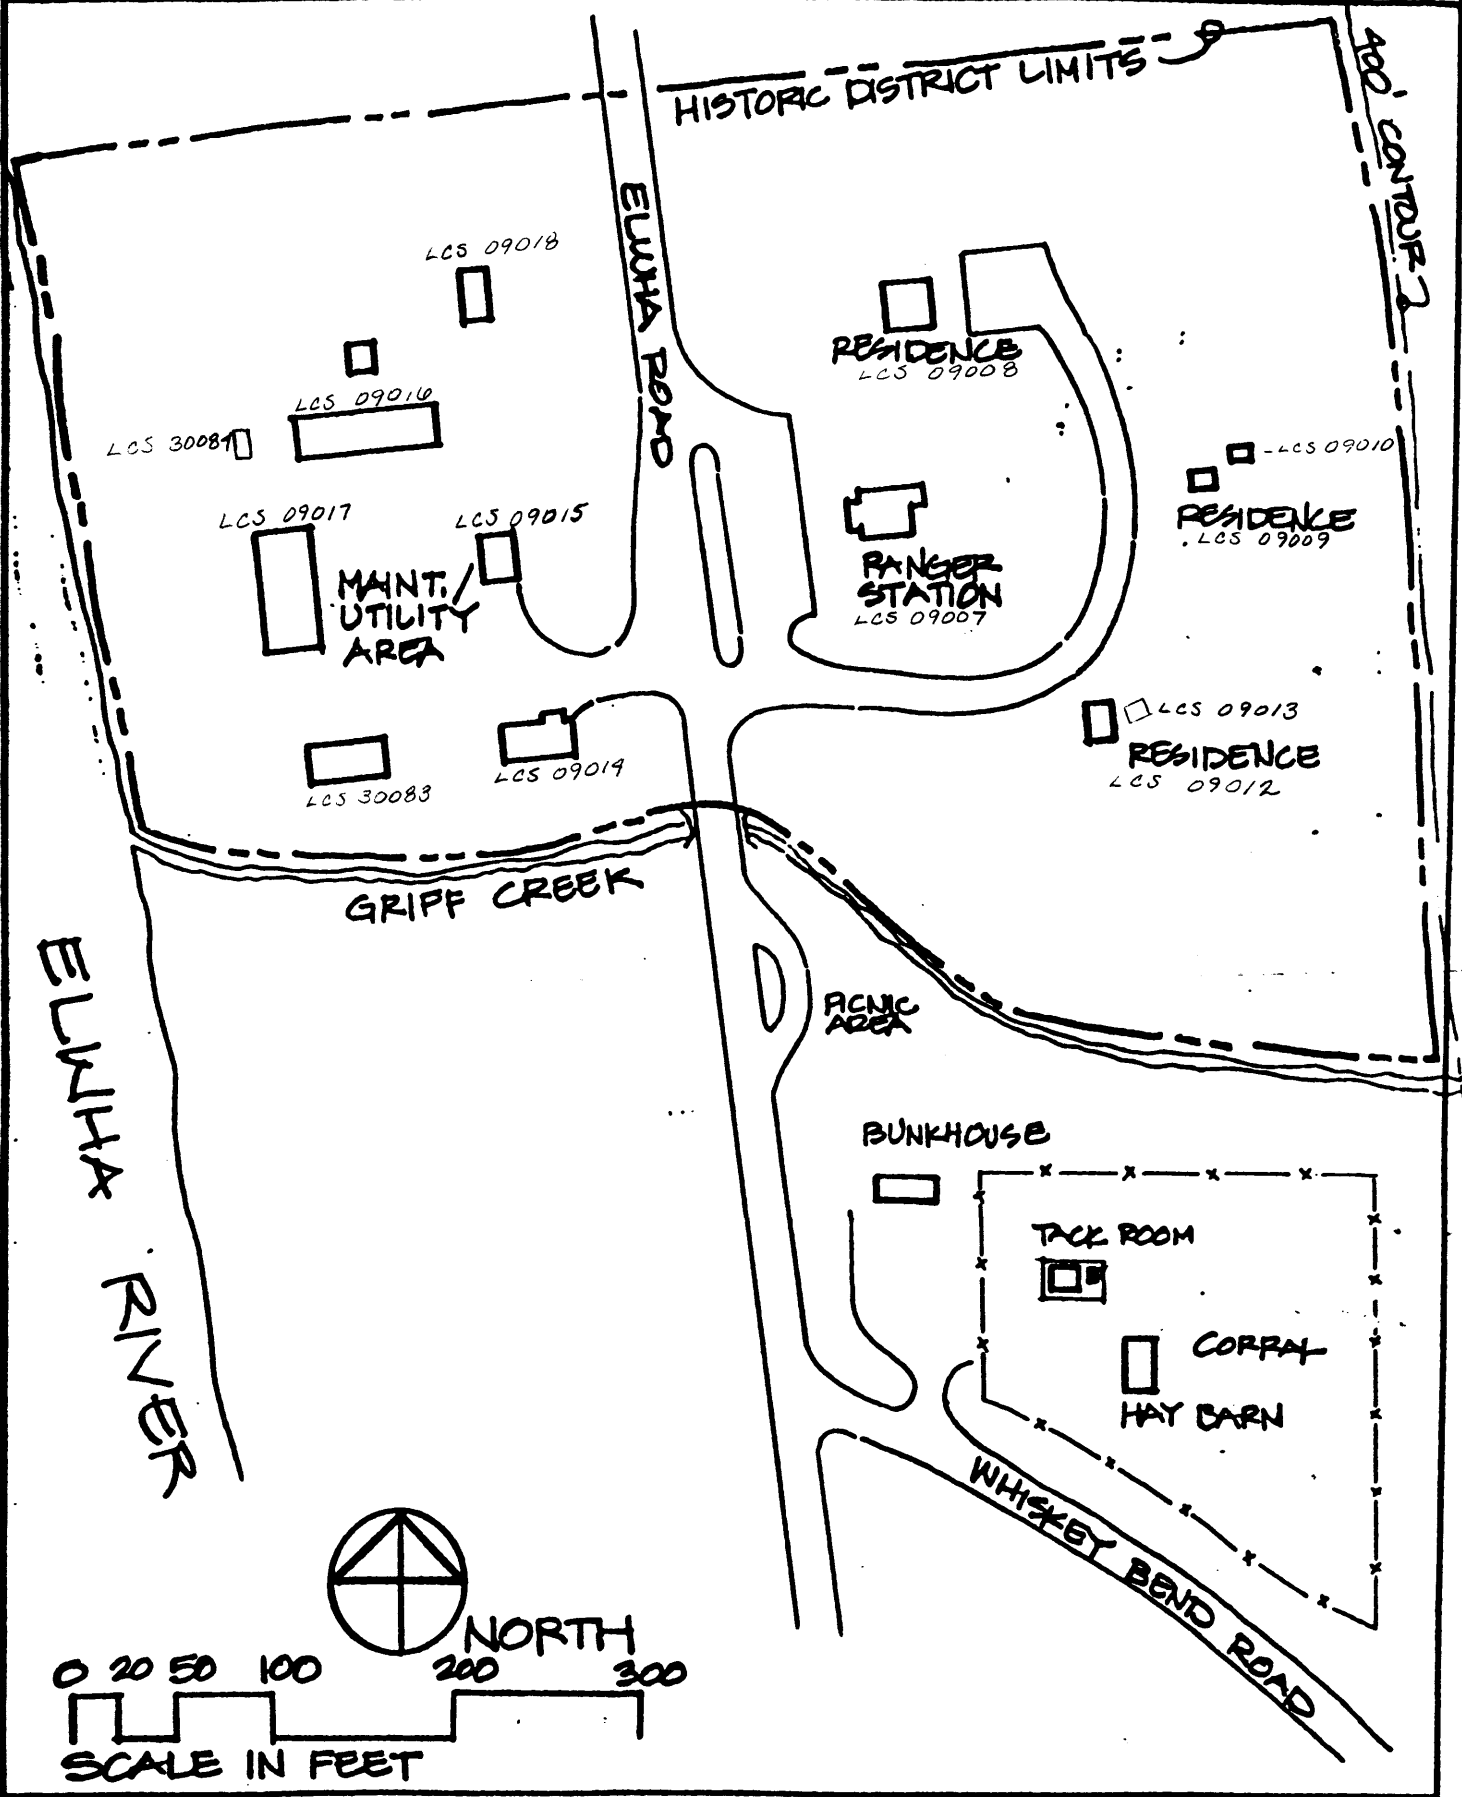 HISTORIC DISTRICT LIMITS
400' CONTOUR
ELWHA ROAD
LCS 09018
RESIDENCE
LCS 09008
LCS 09016
LCS 30084
-LCS 09010
RESIDENCE
LCS 09009
LCS 09017
LCS 09015
MAINT.
UTILITY
AREA
RANGER
STATION
LCS 09007
LCS 09013
RESIDENCE
LCS 09012
LCS 09014
LCS 30083
GRIFF CREEK
PICNIC
AREA
ELWHA RIVER
BUNKHOUSE
TACK ROOM
CORRAL
HAY BARN
WHISKEY BEND ROAD
NORTH
0 20 50 100 200 300
SCALE IN FEET